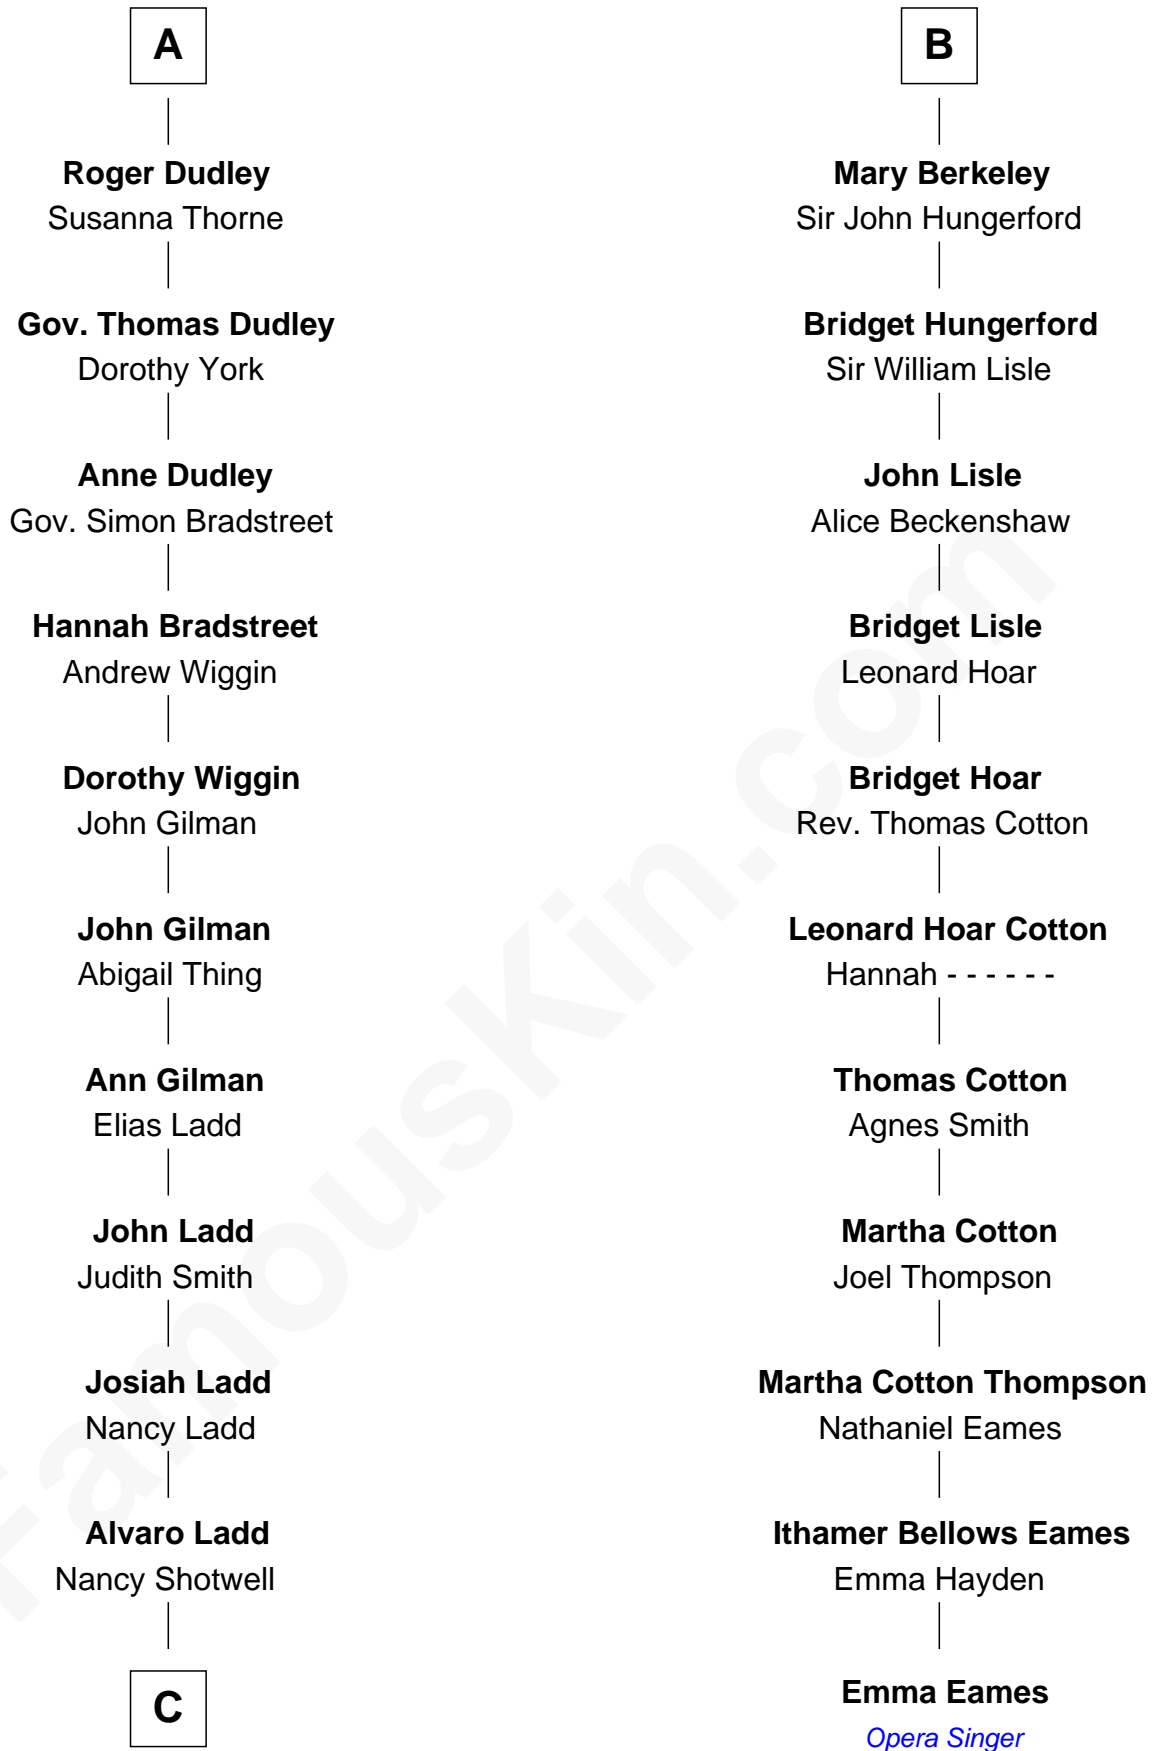 A
Roger Dudley
Susanna Thorne
Gov. Thomas Dudley
Dorothy York
Anne Dudley
Gov. Simon Bradstreet
Hannah Bradstreet
Andrew Wiggin
Dorothy Wiggin
John Gilman
John Gilman
Abigail Thing
Ann Gilman
Elias Ladd
John Ladd
Judith Smith
Josiah Ladd
Nancy Ladd
Alvaro Ladd
Nancy Shotwell
C
B
Mary Berkeley
Sir John Hungerford
Bridget Hungerford
Sir William Lisle
John Lisle
Alice Beckenshaw
Bridget Lisle
Leonard Hoar
Bridget Hoar
Rev. Thomas Cotton
Leonard Hoar Cotton
Hannah - - - - - -
Thomas Cotton
Agnes Smith
Martha Cotton
Joel Thompson
Martha Cotton Thompson
Nathaniel Eames
Ithamer Bellows Eames
Emma Hayden
Emma Eames
Opera Singer
FamousKin.com